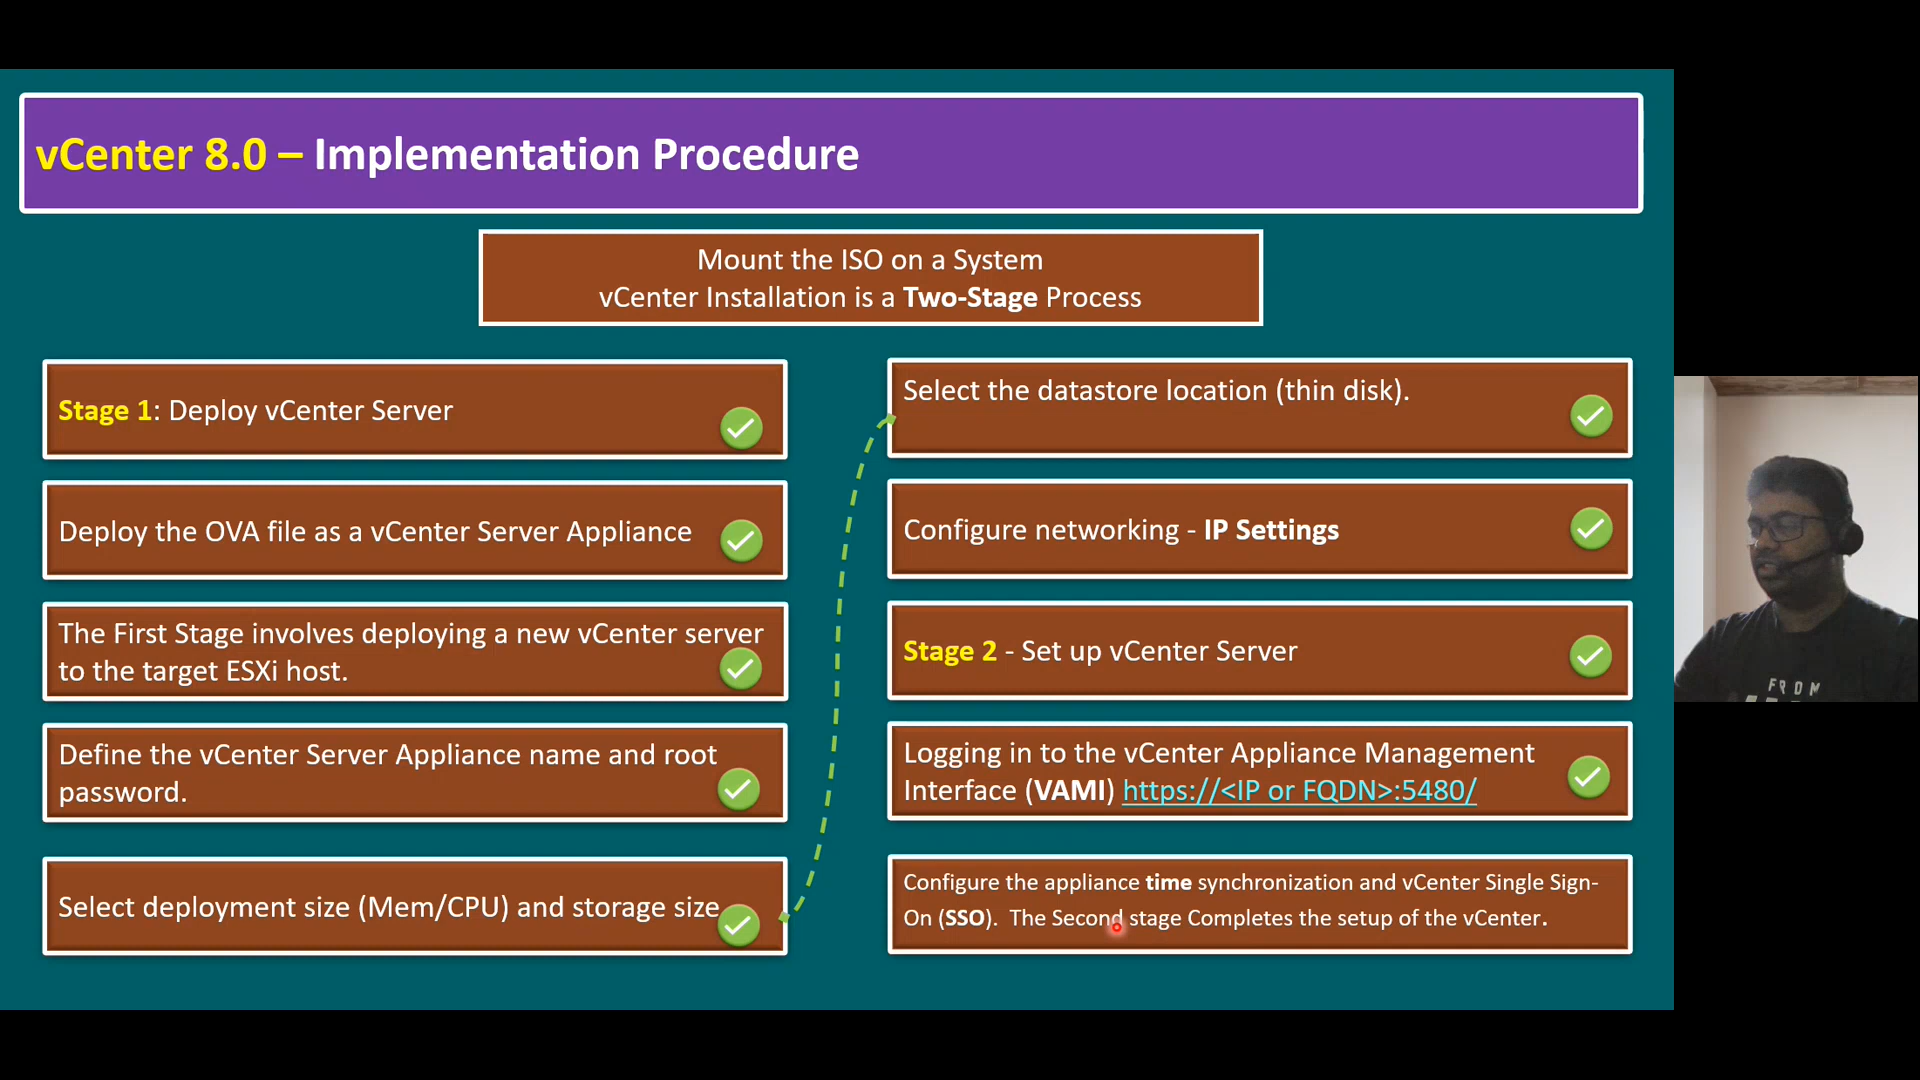 vCenter 8.0 – Implementation Procedure
Mount the ISO on a System
vCenter Installation is a Two-Stage Process
Stage 1: Deploy vCenter Server
Deploy the OVA file as a vCenter Server Appliance
The First Stage involves deploying a new vCenter server
to the target ESXi host.
Define the vCenter Server Appliance name and root
password.
Select deployment size (Mem/CPU) and storage size
Select the datastore location (thin disk).
Configure networking - IP Settings
Stage 2 - Set up vCenter Server
Logging in to the vCenter Appliance Management
Interface (VAMI) https://<IP or FQDN>:5480/
Configure the appliance time synchronization and vCenter Single Sign-
On (SSO). The Second stage Completes the setup of the vCenter.
FROM